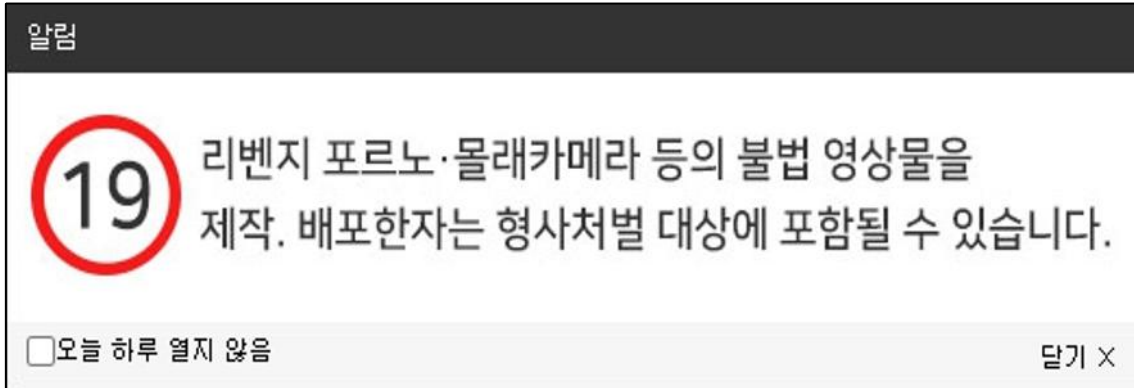 알림
19
리벤지 포르노·몰래카메라 등의 불법 영상물을
제작. 배포한자는 형사처벌 대상에 포함될 수 있습니다.
오늘 하루 열지 않음
닫기 X